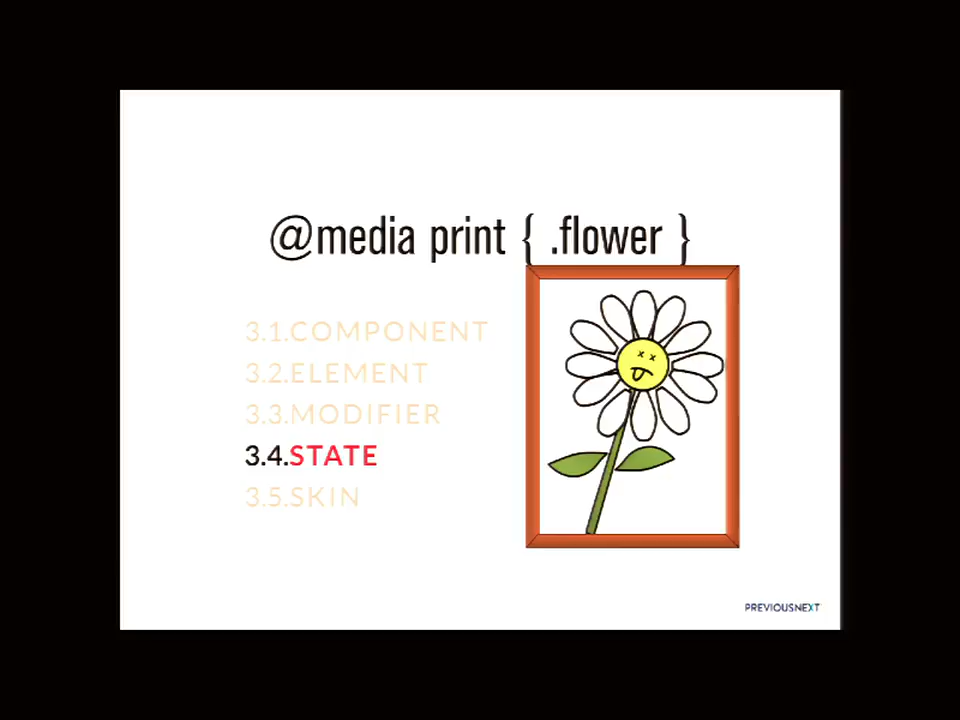 @media print { .flower }
3.1.COMPONENT
3.2.ELEMENT
3.3.MODIFIER
3.4.STATE
3.5.SKIN
PREVIOUSNEXT